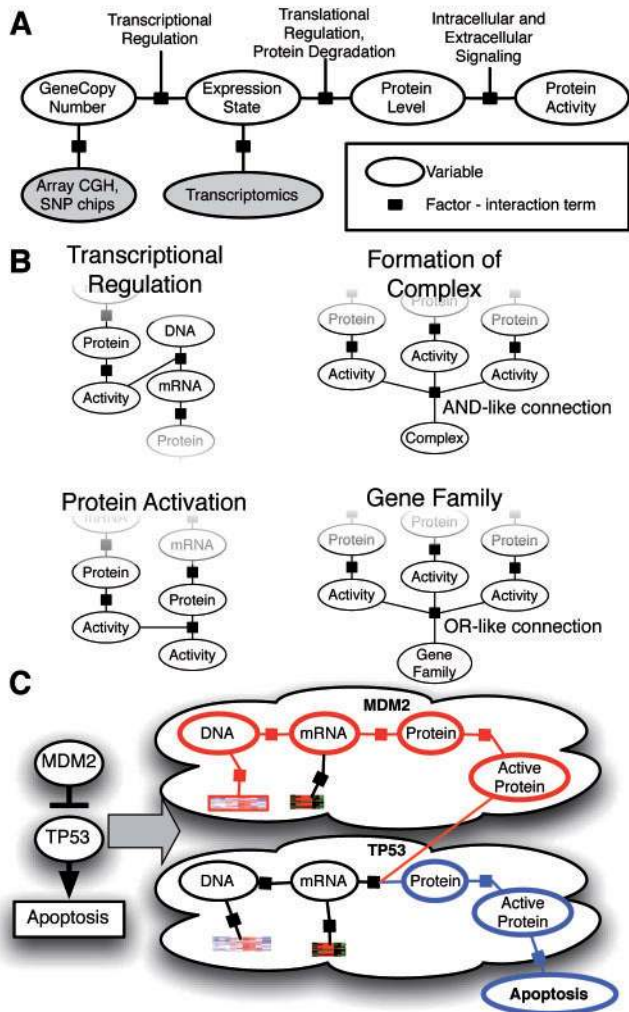 A
Transcriptional
Regulation
Translational
Regulation,
Protein Degradation
Intracellular and
Extracellular
Signaling
GeneCopy
Number
Expression
State
Protein
Level
Protein
Activity
Array CGH,
SNP chips
Transcriptomics
Variable
Factor - interaction term
B
Transcriptional
Regulation
Protein
Activity
DNA
mRNA
Protein
Formation of
Complex
Protein
Protein
Protein
Activity
Activity
Activity
AND-like connection
Complex
Protein Activation
mRNA
Protein
Activity
mRNA
Protein
Activity
Gene Family
Protein
Protein
Protein
Activity
Activity
Activity
OR-like connection
Gene
Family
C
MDM2
TP53
Apoptosis
MDM2
DNA
mRNA
Protein
Active
Protein
TP53
DNA
mRNA
Protein
Active
Protein
Apoptosis